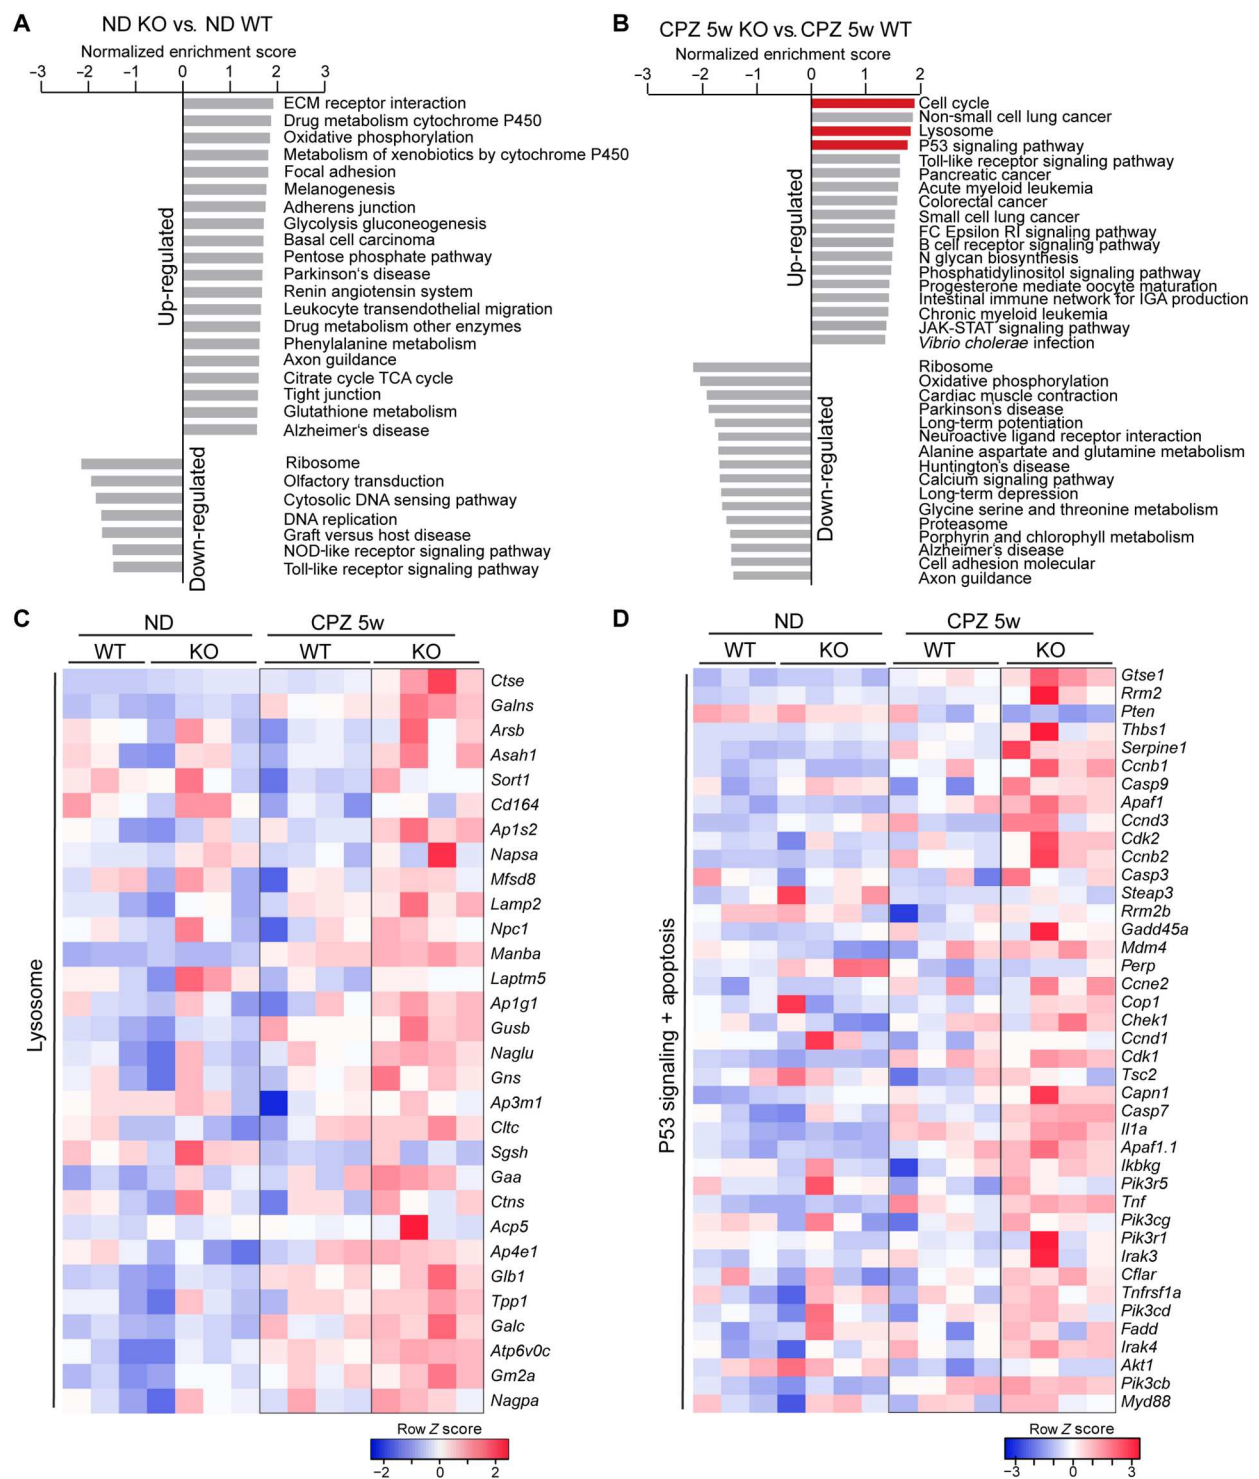 A
ND KO vs. ND WT
Normalized enrichment score
−3 −2 −1 0 1 2 3
Up-regulated
ECM receptor interaction
Drug metabolism cytochrome P450
Oxidative phosphorylation
Metabolism of xenobiotics by cytochrome P450
Focal adhesion
Melanogenesis
Adherens junction
Glycolysis gluconeogenesis
Basal cell carcinoma
Pentose phosphate pathway
Parkinson‘s disease
Renin angiotensin system
Leukocyte transendothelial migration
Drug metabolism other enzymes
Phenylalanine metabolism
Axon guildance
Citrate cycle TCA cycle
Tight junction
Glutathione metabolism
Alzheimer‘s disease
Down-regulated
Ribosome
Olfactory transduction
Cytosolic DNA sensing pathway
DNA replication
Graft versus host disease
NOD-like receptor signaling pathway
Toll-like receptor signaling pathway
B
CPZ 5w KO vs. CPZ 5w WT
Normalized enrichment score
−3 −2 −1 0 1 2
Up-regulated
Cell cycle
Non-small cell lung cancer
Lysosome
P53 signaling pathway
Toll-like receptor signaling pathway
Pancreatic cancer
Acute myeloid leukemia
Colorectal cancer
Small cell lung cancer
FC Epsilon RI signaling pathway
B cell receptor signaling pathway
N glycan biosynthesis
Phosphatidylinositol signaling pathway
Progesterone mediate oocyte maturation
Intestinal immune network for IGA production
Chronic myeloid leukemia
JAK-STAT signaling pathway
Vibrio cholerae infection
Down-regulated
Ribosome
Oxidative phosphorylation
Cardiac muscle contraction
Parkinson's disease
Long-term potentiation
Neuroactive ligand receptor interaction
Alanine aspartate and glutamine metabolism
Huntington's disease
Calcium signaling pathway
Long-term depression
Glycine serine and threonine metabolism
Proteasome
Porphyrin and chlorophyll metabolism
Alzheimer's disease
Cell adhesion molecular
Axon guildance
C
ND CPZ 5w
WT KO WT KO
Lysosome
Ctse
Galns
Arsb
Asah1
Sort1
Cd164
Ap1s2
Napsa
Mfsd8
Lamp2
Npc1
Manba
Laptm5
Ap1g1
Gusb
Naglu
Gns
Ap3m1
Cltc
Sgsh
Gaa
Ctns
Acp5
Ap4e1
Glb1
Tpp1
Galc
Atp6v0c
Gm2a
Nagpa
Row Z score
−2 0 2
D
ND CPZ 5w
WT KO WT KO
P53 signaling + apoptosis
Gtse1
Rrm2
Pten
Thbs1
Serpine1
Ccnb1
Casp9
Apaf1
Ccnd3
Cdk2
Ccnb2
Casp3
Steap3
Rrm2b
Gadd45a
Mdm4
Perp
Ccne2
Cop1
Chek1
Ccnd1
Cdk1
Tsc2
Capn1
Casp7
Il1a
Apaf1.1
Ikbkg
Pik3r5
Tnf
Pik3cg
Pik3r1
Irak3
Cflar
Tnfrsf1a
Pik3cd
Fadd
Irak4
Akt1
Pik3cb
Myd88
Row Z score
−3 0 3